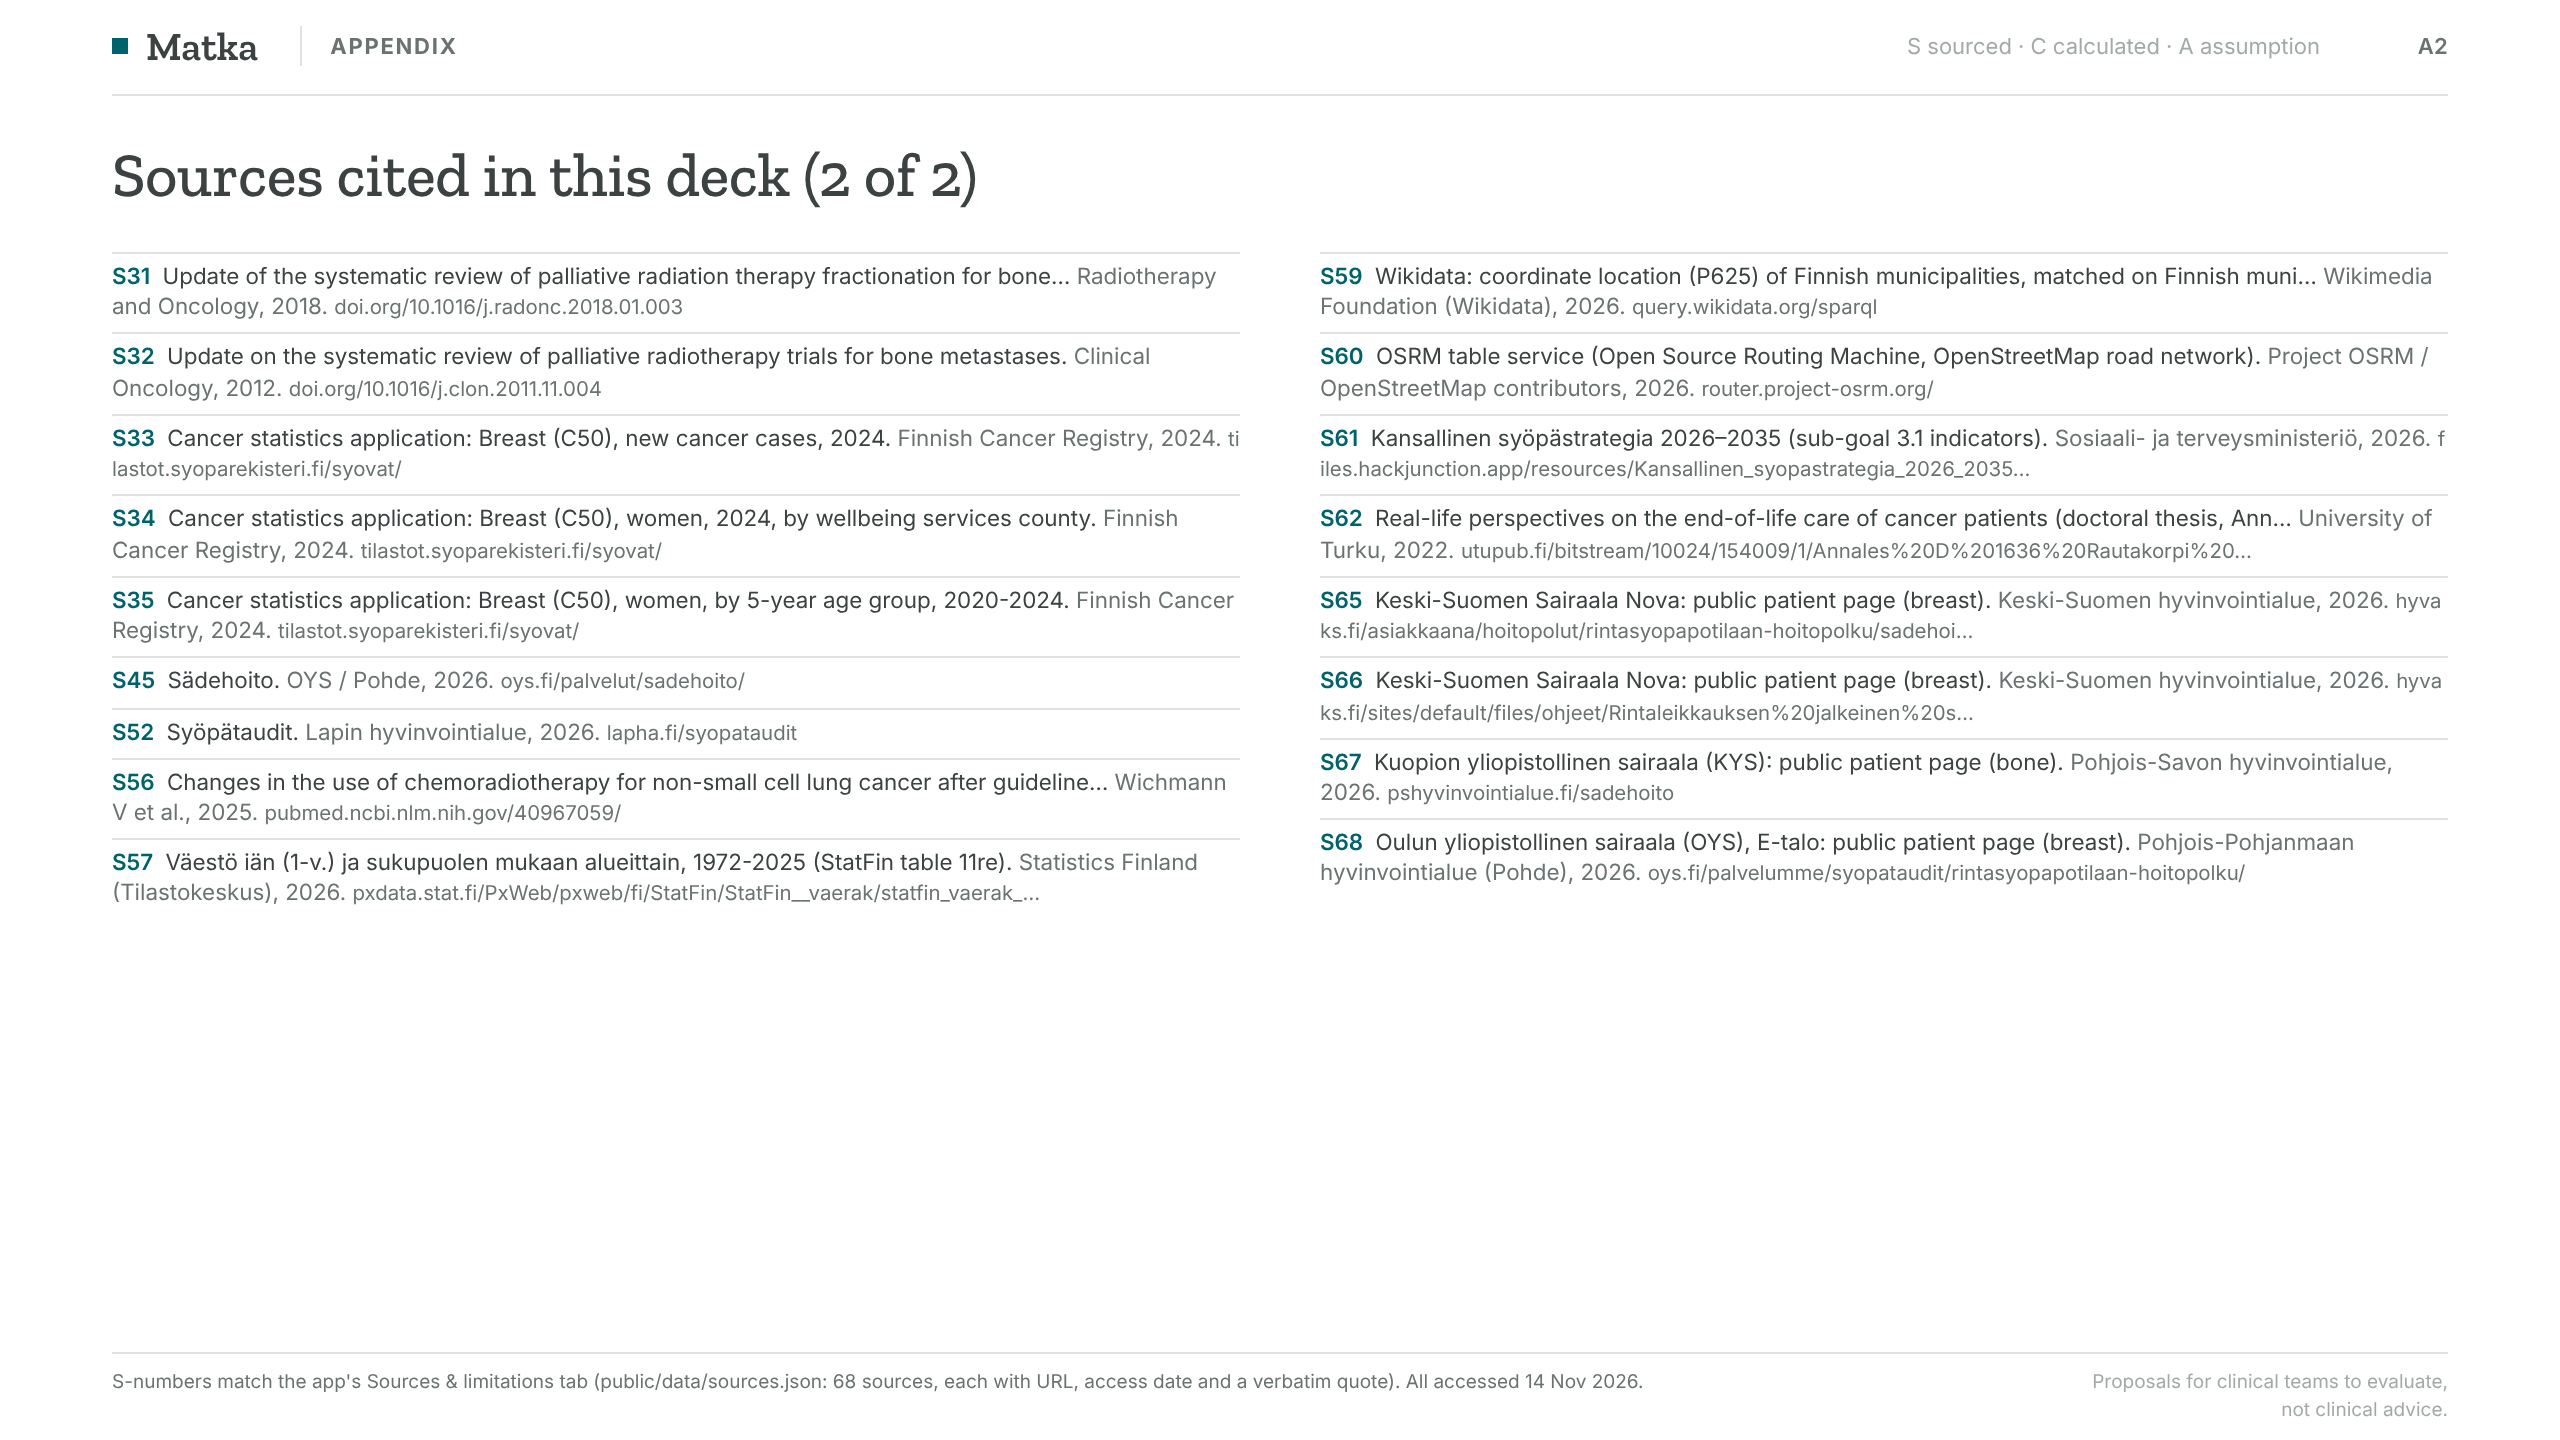 Matka
APPENDIX
S sourced · C calculated · A assumption
A2
Sources cited in this deck (2 of 2)
S31 Update of the systematic review of palliative radiation therapy fractionation for bone… Radiotherapy
and Oncology, 2018. doi.org/10.1016/j.radonc.2018.01.003
S32 Update on the systematic review of palliative radiotherapy trials for bone metastases. Clinical
Oncology, 2012. doi.org/10.1016/j.clon.2011.11.004
S33 Cancer statistics application: Breast (C50), new cancer cases, 2024. Finnish Cancer Registry, 2024. ti
lastot.syoparekisteri.fi/syovat/
S34 Cancer statistics application: Breast (C50), women, 2024, by wellbeing services county. Finnish
Cancer Registry, 2024. tilastot.syoparekisteri.fi/syovat/
S35 Cancer statistics application: Breast (C50), women, by 5-year age group, 2020-2024. Finnish Cancer
Registry, 2024. tilastot.syoparekisteri.fi/syovat/
S45 Sädehoito. OYS / Pohde, 2026. oys.fi/palvelut/sadehoito/
S52 Syöpätaudit. Lapin hyvinvointialue, 2026. lapha.fi/syopataudit
S56 Changes in the use of chemoradiotherapy for non-small cell lung cancer after guideline… Wichmann
V et al., 2025. pubmed.ncbi.nlm.nih.gov/40967059/
S57 Väestö iän (1-v.) ja sukupuolen mukaan alueittain, 1972-2025 (StatFin table 11re). Statistics Finland
(Tilastokeskus), 2026. pxdata.stat.fi/PxWeb/pxweb/fi/StatFin/StatFin__vaerak/statfin_vaerak_…
S59 Wikidata: coordinate location (P625) of Finnish municipalities, matched on Finnish muni… Wikimedia
Foundation (Wikidata), 2026. query.wikidata.org/sparql
S60 OSRM table service (Open Source Routing Machine, OpenStreetMap road network). Project OSRM /
OpenStreetMap contributors, 2026. router.project-osrm.org/
S61 Kansallinen syöpästrategia 2026–2035 (sub-goal 3.1 indicators). Sosiaali- ja terveysministeriö, 2026. f
iles.hackjunction.app/resources/Kansallinen_syopastrategia_2026_2035…
S62 Real-life perspectives on the end-of-life care of cancer patients (doctoral thesis, Ann… University of
Turku, 2022. utupub.fi/bitstream/10024/154009/1/Annales%20D%201636%20Rautakorpi%20…
S65 Keski-Suomen Sairaala Nova: public patient page (breast). Keski-Suomen hyvinvointialue, 2026. hyva
ks.fi/asiakkaana/hoitopolut/rintasyopapotilaan-hoitopolku/sadehoi…
S66 Keski-Suomen Sairaala Nova: public patient page (breast). Keski-Suomen hyvinvointialue, 2026. hyva
ks.fi/sites/default/files/ohjeet/Rintaleikkauksen%20jalkeinen%20s…
S67 Kuopion yliopistollinen sairaala (KYS): public patient page (bone). Pohjois-Savon hyvinvointialue,
2026. pshyvinvointialue.fi/sadehoito
S68 Oulun yliopistollinen sairaala (OYS), E-talo: public patient page (breast). Pohjois-Pohjanmaan
hyvinvointialue (Pohde), 2026. oys.fi/palvelumme/syopataudit/rintasyopapotilaan-hoitopolku/
S-numbers match the app's Sources & limitations tab (public/data/sources.json: 68 sources, each with URL, access date and a verbatim quote). All accessed 14 Nov 2026.
Proposals for clinical teams to evaluate,
not clinical advice.